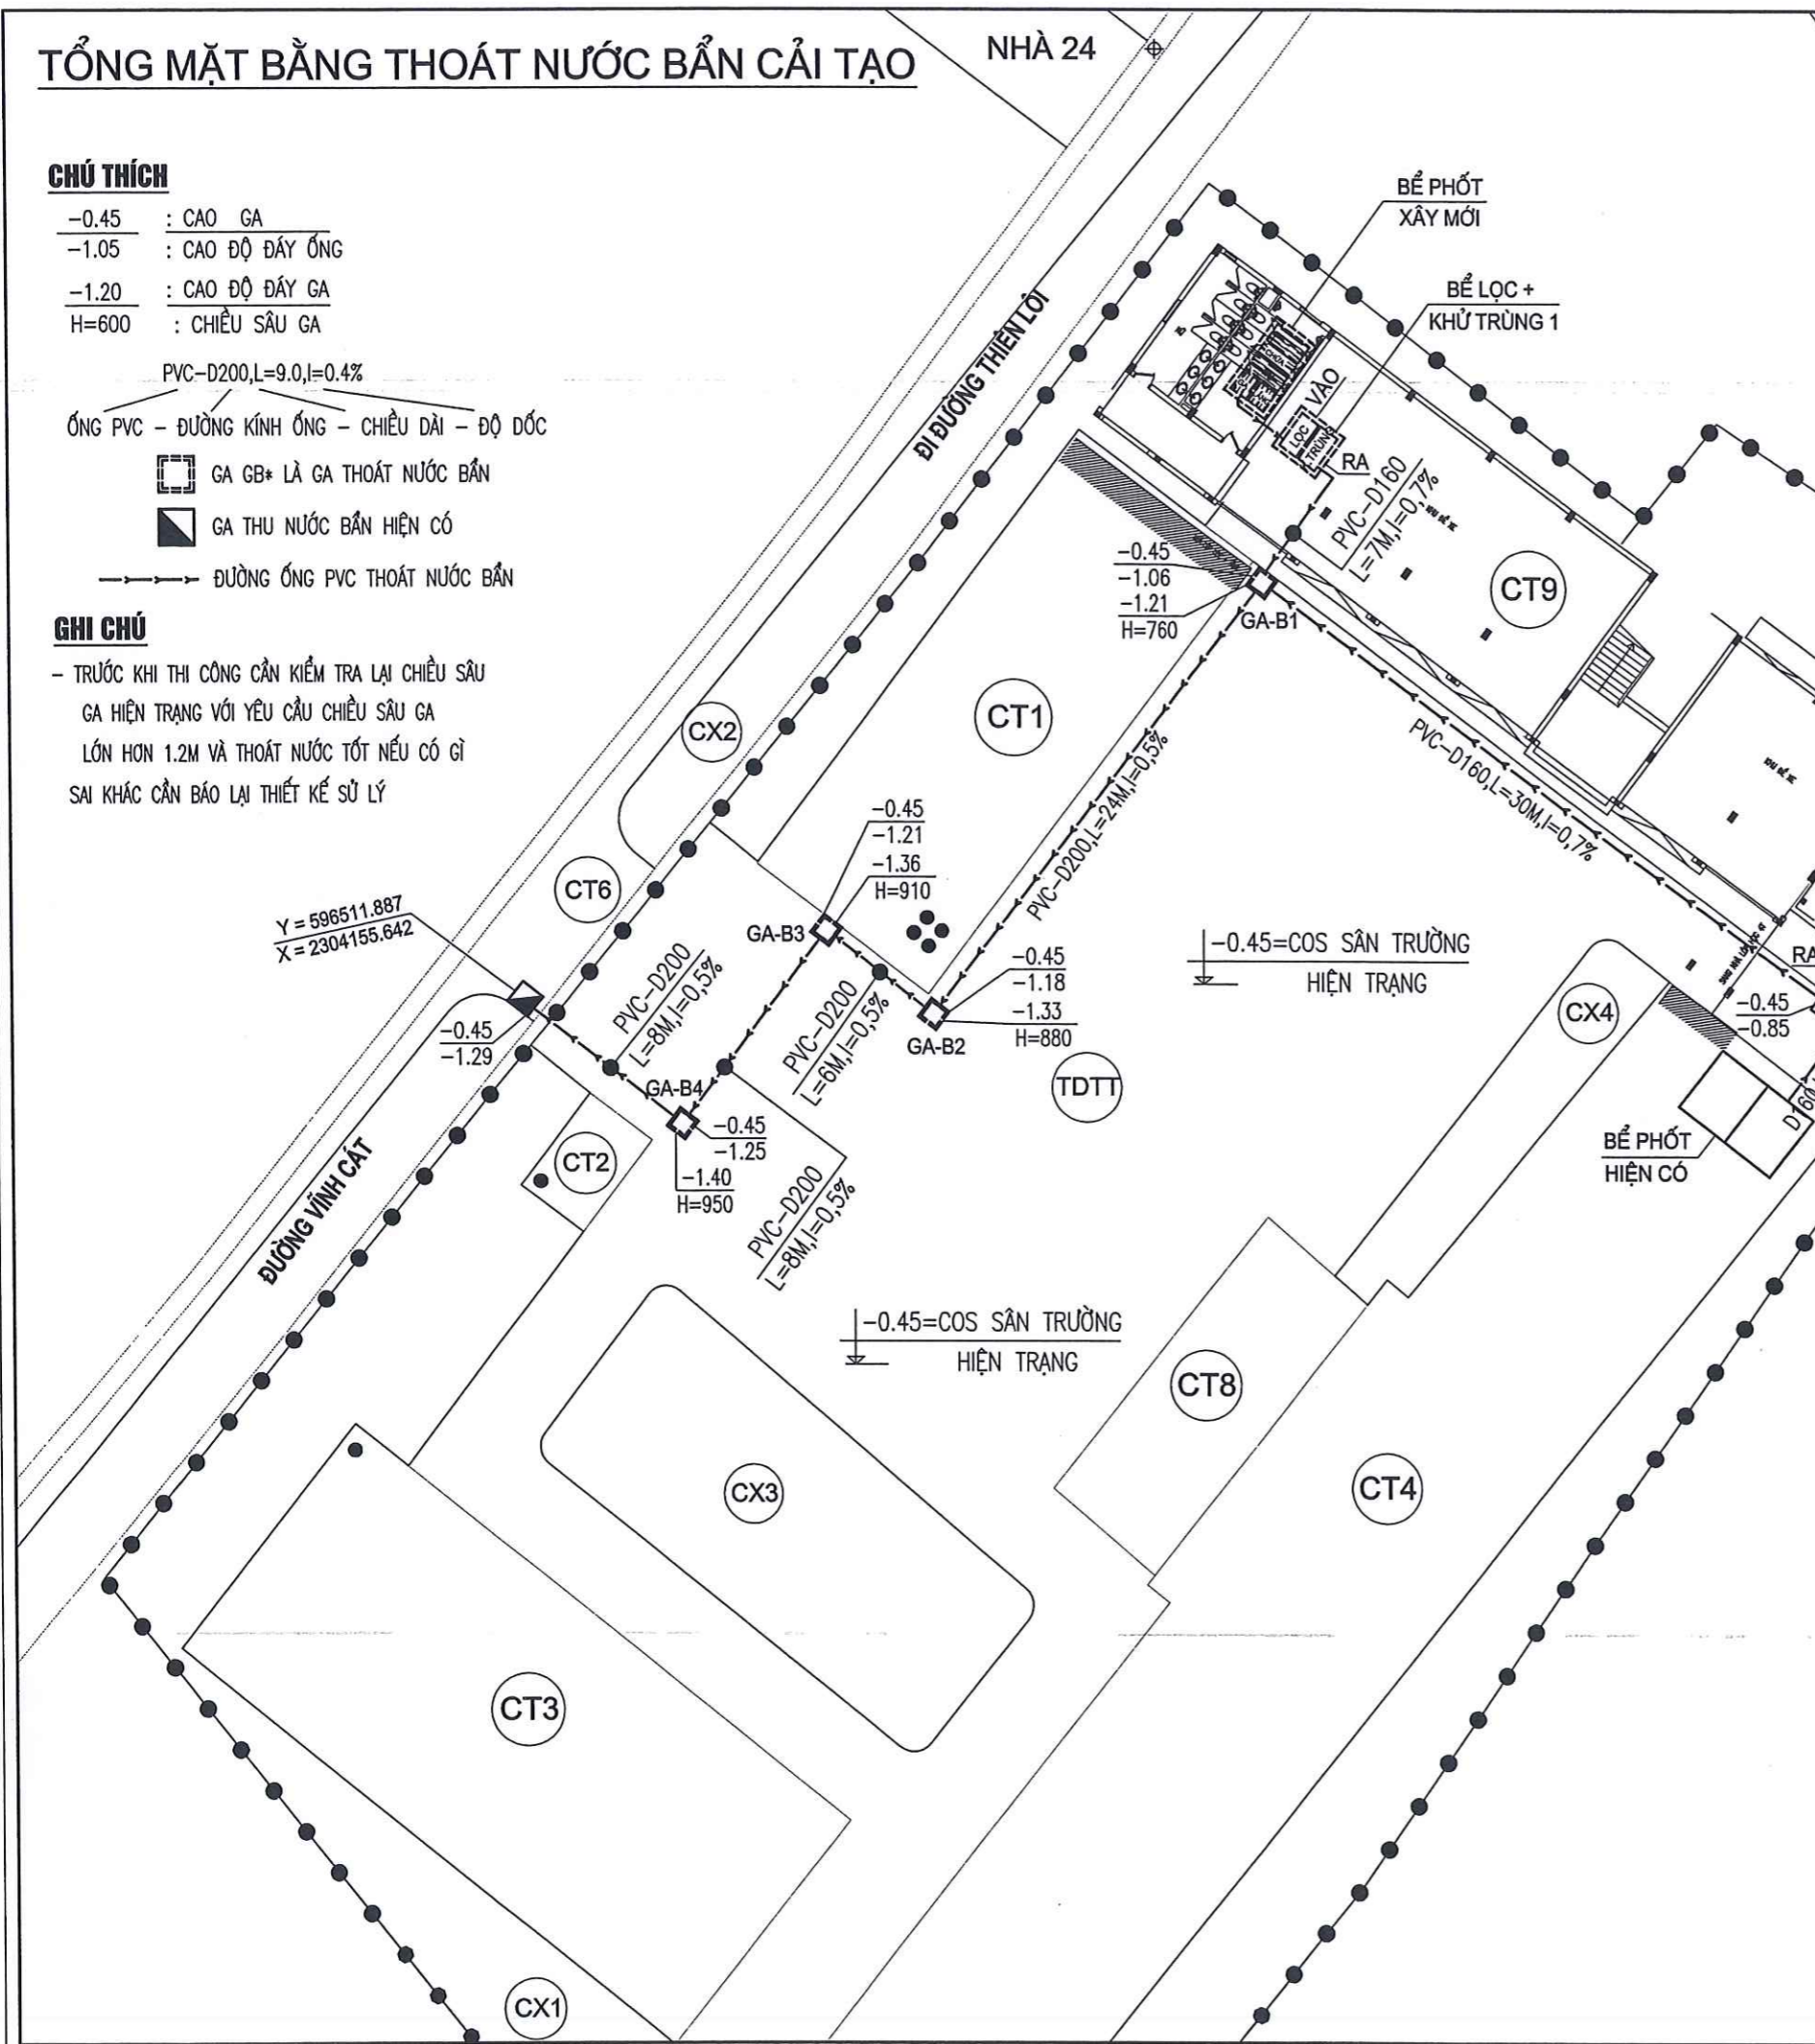 TỔNG MẶT BẰNG THOÁT NƯỚC BẨN CẢI TẠO
NHÀ 24
CHÚ THÍCH
-0.45 : CAO GA
-1.05 : CAO ĐỘ ĐÁY ỐNG
-1.20 : CAO ĐỘ ĐÁY GA
H=600 : CHIỀU SÂU GA
PVC-D200,L=9.0,I=0.4%
ỐNG PVC - ĐƯỜNG KÍNH ỐNG - CHIỀU DÀI - ĐỘ DỐC
GA GB* LÀ GA THOÁT NƯỚC BẨN
GA THU NƯỚC BẨN HIỆN CÓ
ĐƯỜNG ỐNG PVC THOÁT NƯỚC BẨN
GHI CHÚ
- TRƯỚC KHI THI CÔNG CẦN KIỂM TRA LẠI CHIỀU SÂU
GA HIỆN TRẠNG VỚI YÊU CẦU CHIỀU SÂU GA
LỚN HƠN 1.2M VÀ THOÁT NƯỚC TỐT NẾU CÓ GÌ
SAI KHÁC CẦN BÁO LẠI THIẾT KẾ SỬ LÝ
BỂ PHỐT
XÂY MỚI
BỂ LỌC +
KHỬ TRÙNG 1
ĐI ĐƯỜNG THIÊN LÔI
VÀO
LỌC
TRÙNG
RA
PVC-D160
L=7M,I=0,7%
CT9
-0.45
-1.06
-1.21
H=760
GA-B1
CT1
CX2
PVC-D200,L=24M,I=0,5%
PVC-D160,L=30M,I=0,7%
-0.45
-1.21
-1.36
H=910
CT6
Y = 596511.887
X = 2304155.642
GA-B3
-0.45=COS SÂN TRƯỜNG
HIỆN TRẠNG
RA
-0.45
-1.18
-1.33
H=880
GA-B2
PVC-D200
L=8M,I=0,5%
PVC-D200
L=6M,I=0,5%
CX4
-0.45
-0.85
-0.45
-1.29
TDTT
GA-B4
-0.45
-1.25
-1.40
H=950
D160
BỂ PHỐT
HIỆN CÓ
CT2
ĐƯỜNG VĨNH CÁT
PVC-D200
L=8M,I=0,5%
-0.45=COS SÂN TRƯỜNG
HIỆN TRẠNG
CT8
CX3
CT4
CT3
CX1